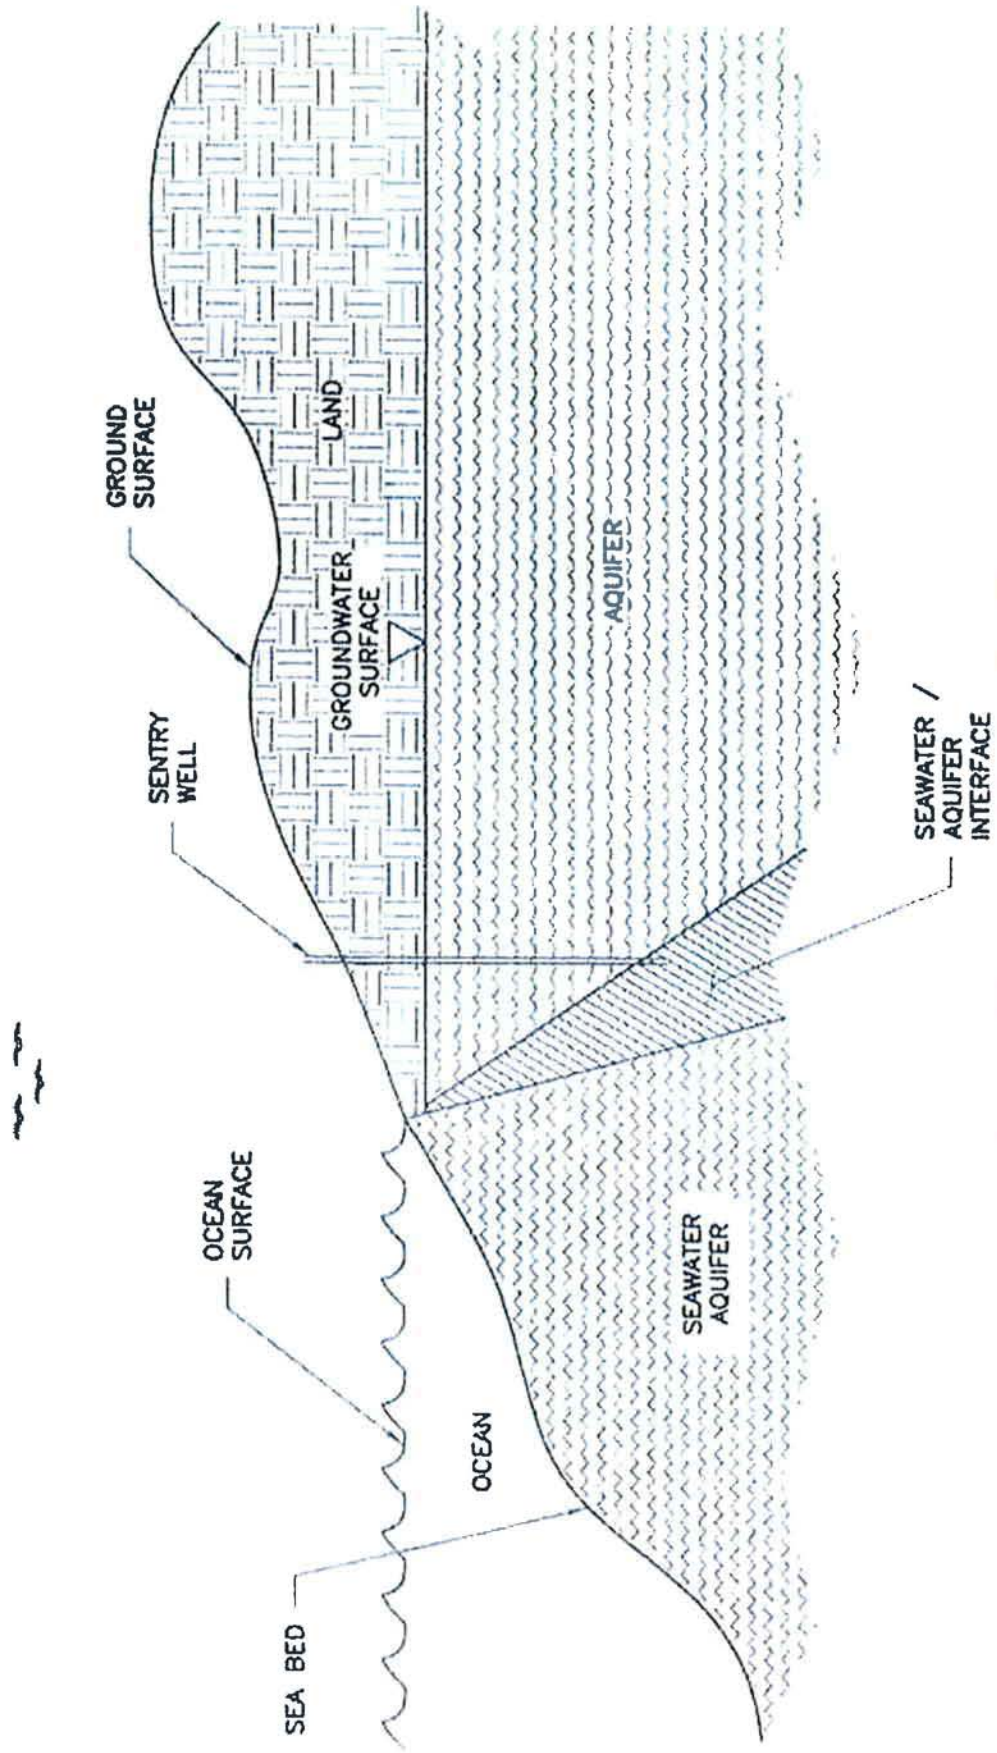 SEA BED
OCEAN
SURFACE
SENTRY
WELL
GROUND
SURFACE
OCEAN
GROUNDWATER
SURFACE
LAND
SEAWATER
AQUIFER
AQUIFER
SEAWATER /
AQUIFER
INTERFACE